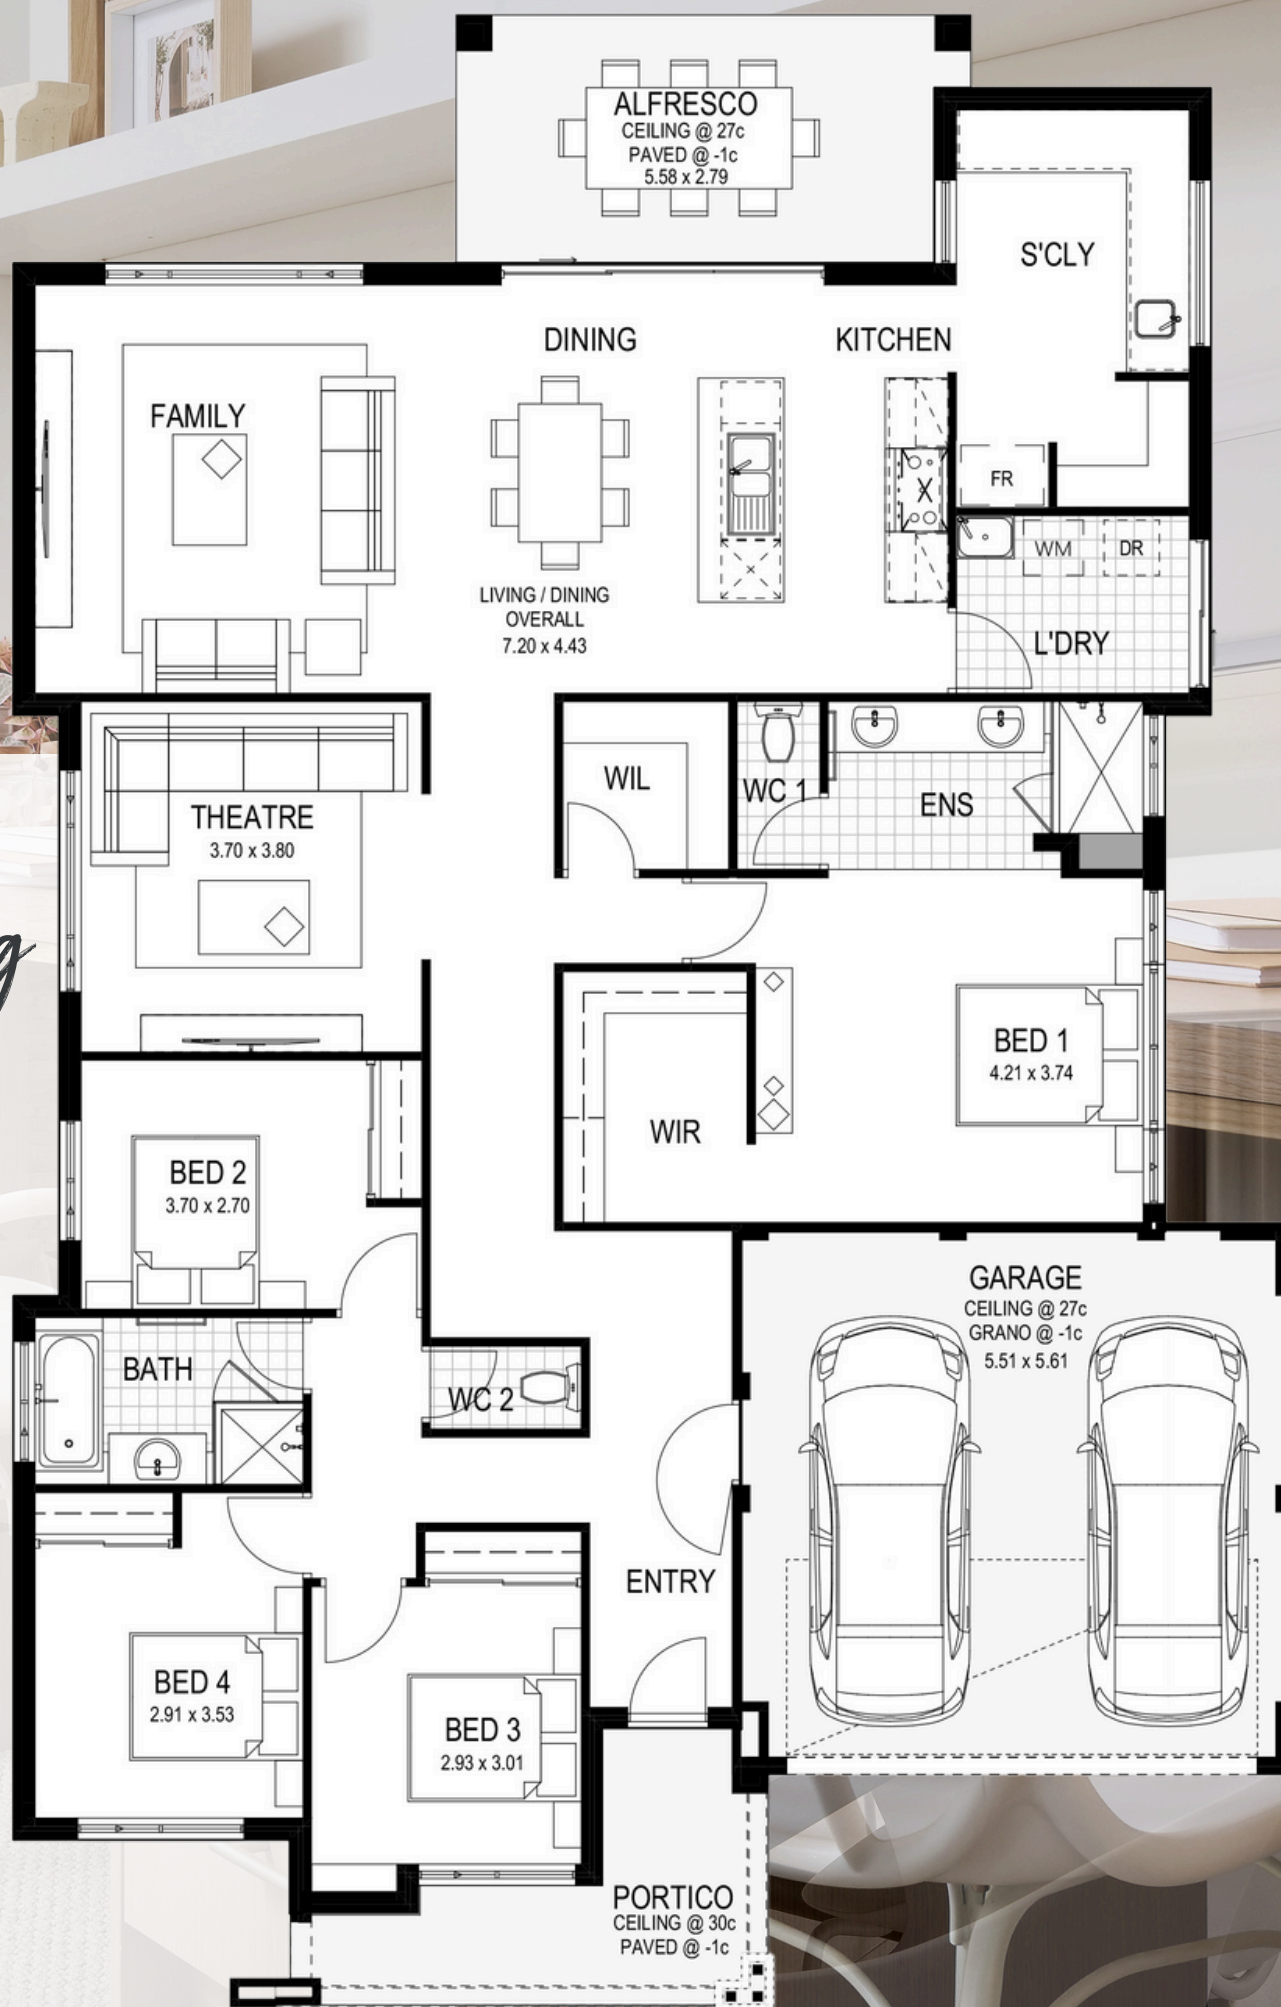 ALFRESCO
CEILING @ 27c
PAVED @ -1c
5.58 x 2.79
S'CLY
DINING
KITCHEN
FAMILY
FR
LIVING / DINING
OVERALL
7.20 x 4.43
WM
DR
L'DRY
WIL
WC 1
ENS
THEATRE
3.70 x 3.80
g
BED 1
4.21 x 3.74
WIR
BED 2
3.70 x 2.70
GARAGE
CEILING @ 27c
GRANO @ -1c
5.51 x 5.61
BATH
WC 2
ENTRY
BED 4
2.91 x 3.53
BED 3
2.93 x 3.01
PORTICO
CEILING @ 30c
PAVED @ -1c